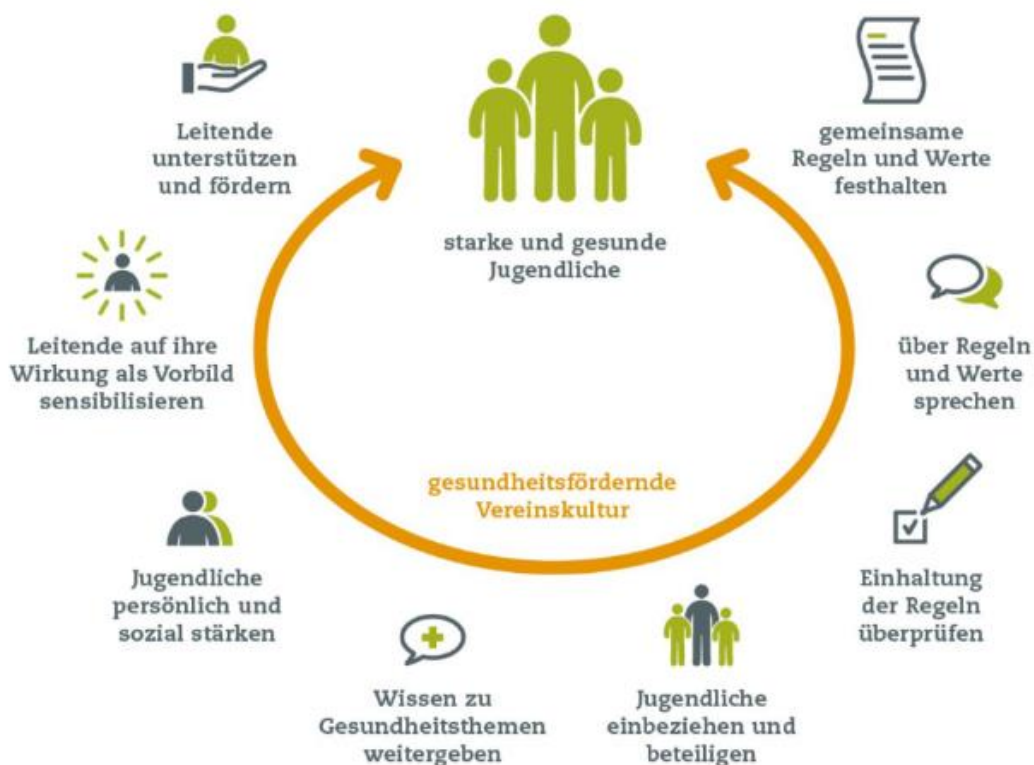 starke und gesunde
Jugendliche
gemeinsame
Regeln und Werte
festhalten
über Regeln
und Werte
sprechen
Einhaltung
der Regeln
überprüfen
Jugendliche
einbeziehen und
beteiligen
Wissen zu
Gesundheitsthemen
weitergeben
Jugendliche
persönlich und
sozial stärken
Leitende auf ihre
Wirkung als Vorbild
sensibilisieren
Leitende
unterstützen
und fördern
gesundheitsfördernde
Vereinskultur